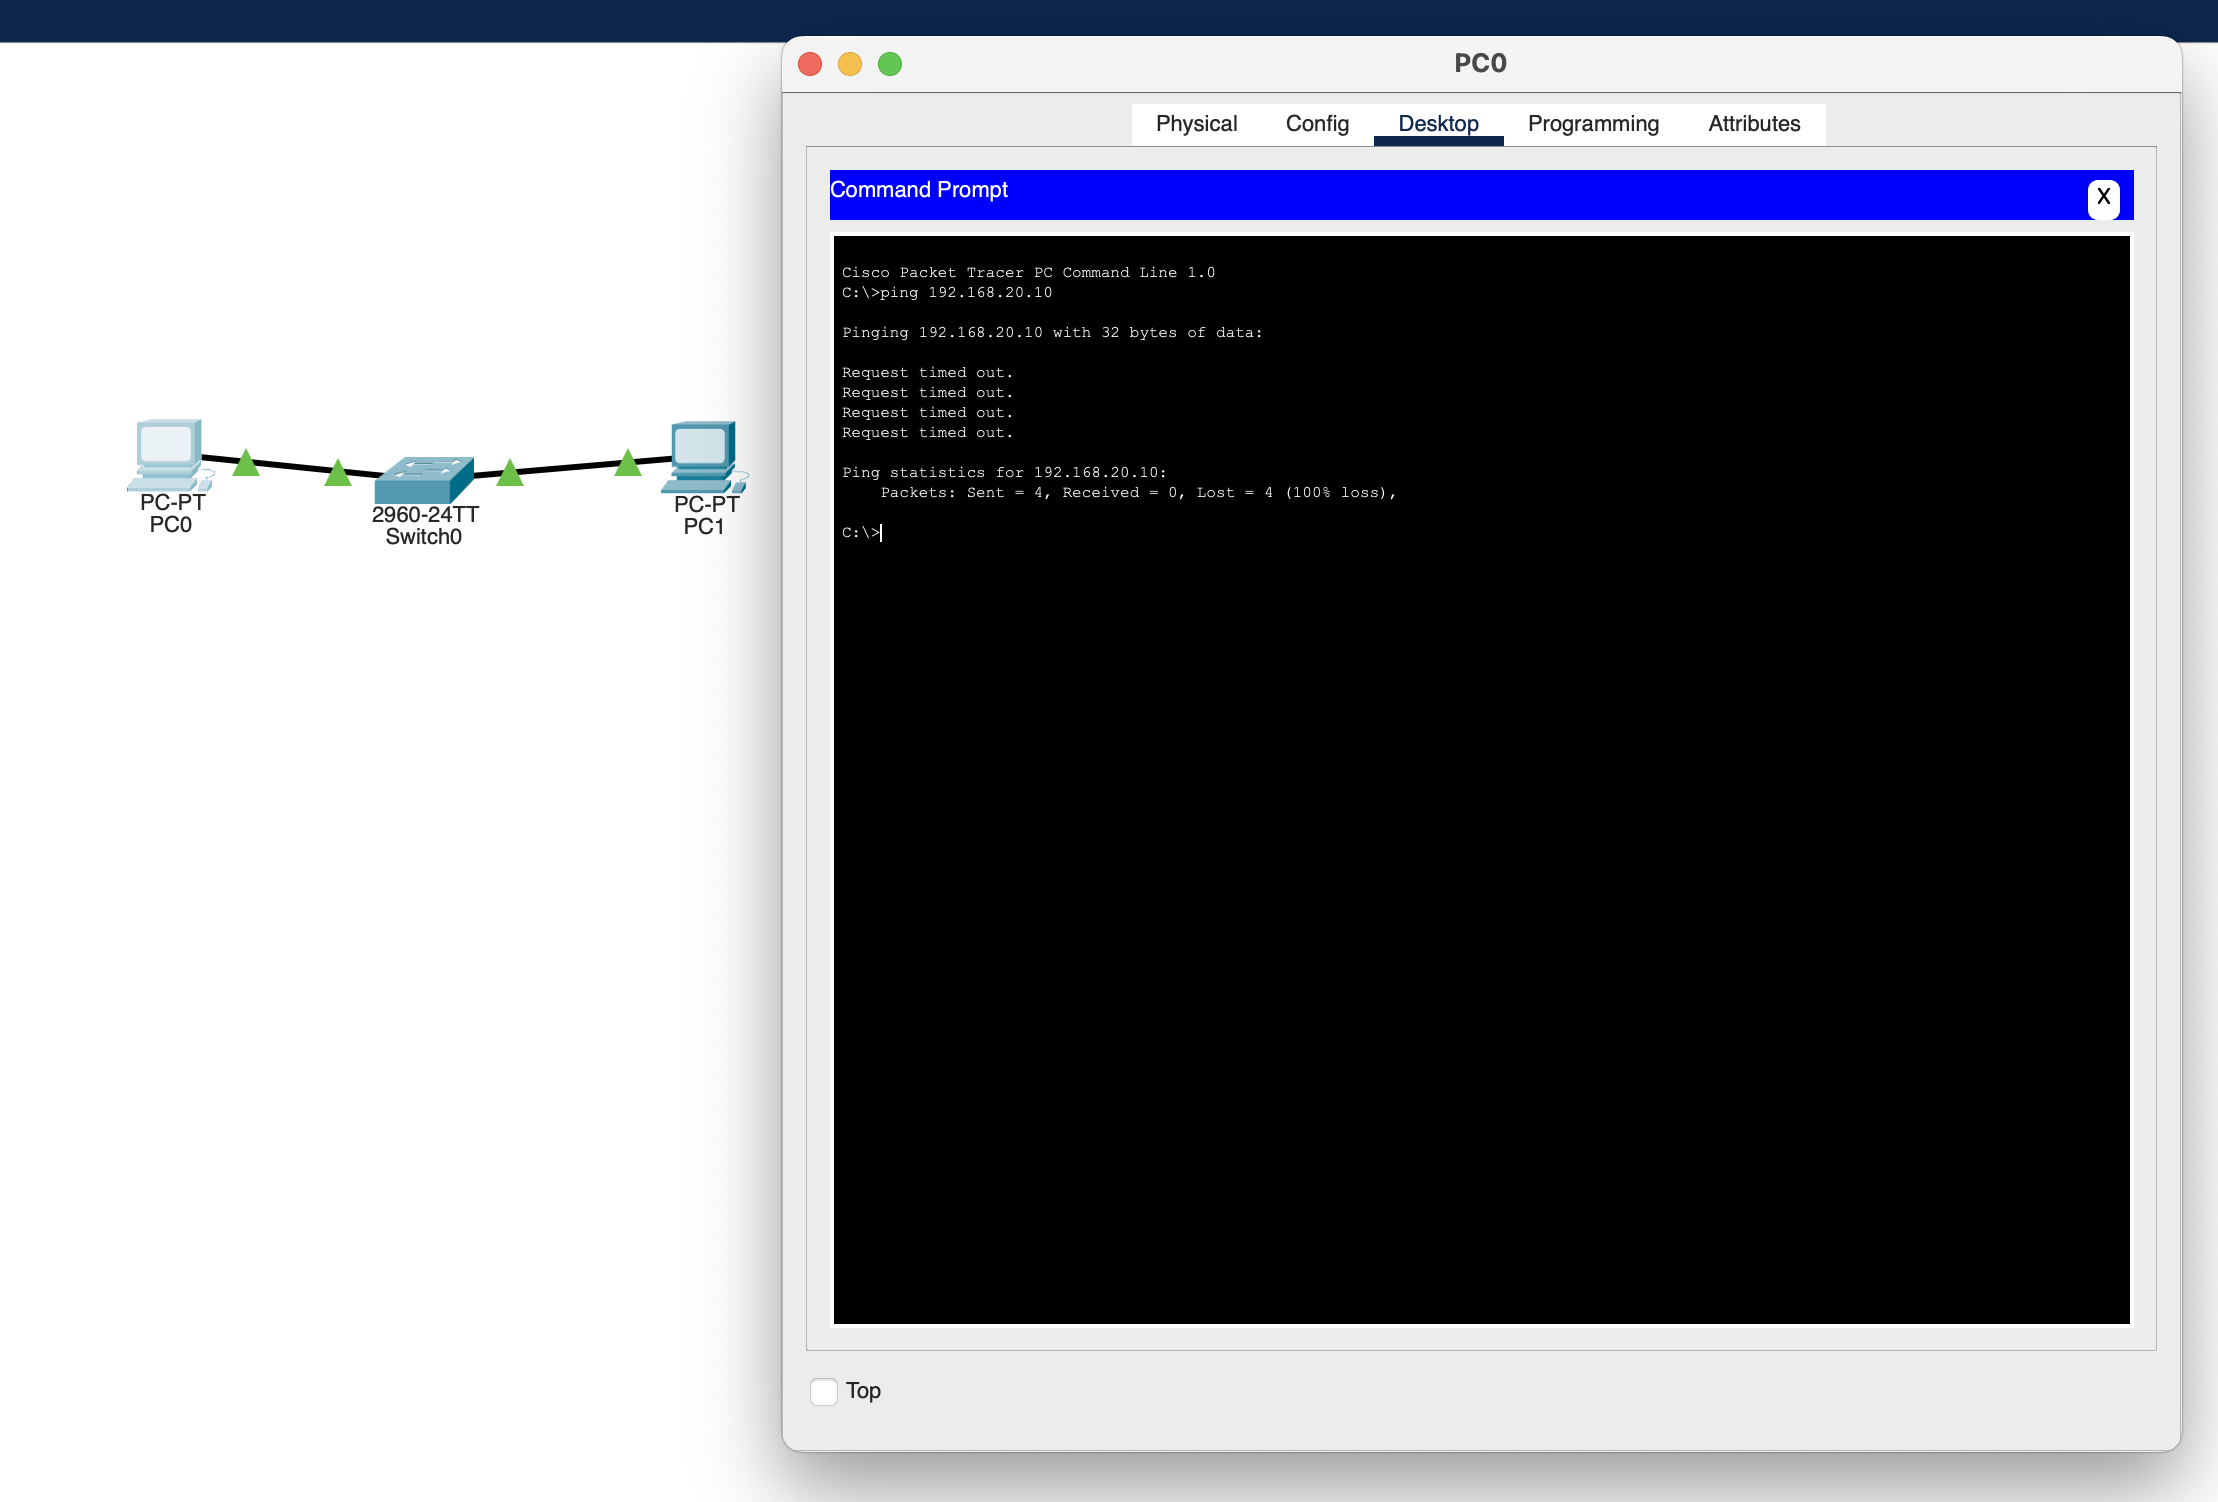 PC0
Physical Config Desktop Programming Attributes
Command Prompt
X
Cisco Packet Tracer PC Command Line 1.0
C:\>ping 192.168.20.10
Pinging 192.168.20.10 with 32 bytes of data:
Request timed out.
Request timed out.
Request timed out.
Request timed out.
Ping statistics for 192.168.20.10:
Packets: Sent = 4, Received = 0, Lost = 4 (100% loss),
C:\>
Top
PC-PT
PC0
2960-24TT
Switch0
PC-PT
PC1